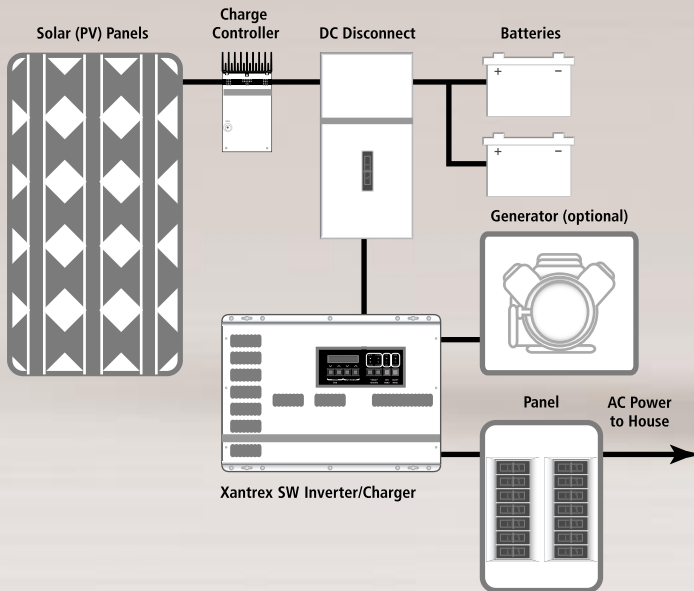 Solar (PV) Panels
Charge
Controller
DC Disconnect
Batteries
+ –
+ –
Generator (optional)
Xantrex SW Inverter/Charger
Panel
AC Power
to House